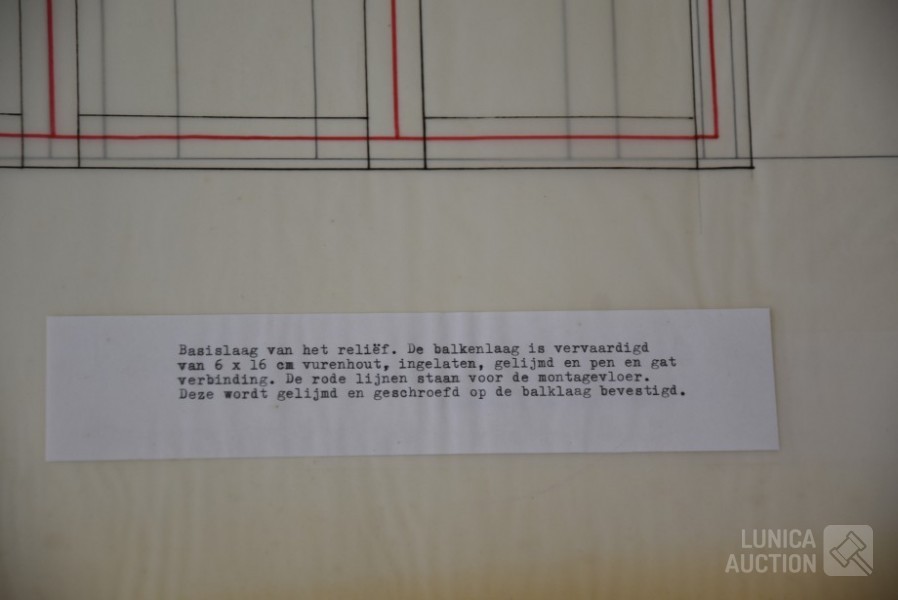 Basislaag van het reliëf. De balkenlaag is vervaardigd
van 6 x 16 cm vurenhout, ingelaten, gelijmd en pen en gat
verbinding. De rode lijnen staan voor de montagevloer.
Deze wordt gelijmd en geschroefd op de balklaag bevestigd.
LUNICA
AUCTION